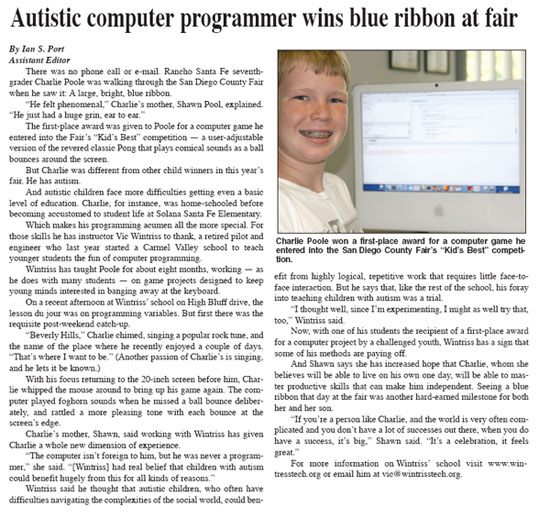 Autistic computer programmer wins blue ribbon at fair
By Ian S. Port
Assistant Editor
There was no phone call or e-mail. Rancho Santa Fe seventh-
grader Charlie Poole was walking through the San Diego County Fair
when he saw it: A large, bright, blue ribbon.
“He felt phenomenal,” Charlie’s mother, Shawn Pool, explained.
“He just had a huge grin, ear to ear.”
The first-place award was given to Poole for a computer game he
entered into the Fair’s “Kid’s Best” competition — a user-adjustable
version of the revered classic Pong that plays comical sounds as a ball
bounces around the screen.
But Charlie was different from other child winners in this year’s
fair. He has autism.
And autistic children face more difficulties getting even a basic
level of education. Charlie, for instance, was home-schooled before
becoming accustomed to student life at Solana Santa Fe Elementary.
Which makes his programming acumen all the more special. For
those skills he has instructor Vic Wintriss to thank, a retired pilot and
engineer who last year started a Carmel Valley school to teach
younger students the fun of computer programming.
Wintriss has taught Poole for about eight months, working — as
he does with many students — on game projects designed to keep
young minds interested in banging away at the keyboard.
On a recent afternoon at Wintriss’ school on High Bluff drive, the
lesson du jour was on programming variables. But first there was the
requisite post-weekend catch-up.
“Beverly Hills,” Charlie chimed, singing a popular rock tune, and
the name of the place where he recently enjoyed a couple of days.
“That’s where I want to be.” (Another passion of Charlie’s is singing,
and he lets it be known.)
With his focus returning to the 20-inch screen before him, Char-
lie whipped the mouse around to bring up his game again. The com-
puter played foghorn sounds when he missed a ball bounce deliber-
ately, and rattled a more pleasing tone with each bounce at the
screen’s edge.
Charlie’s mother, Shawn, said working with Wintriss has given
Charlie a whole new dimension of experience.
“The computer isn’t foreign to him, but he was never a program-
mer,” she said. “[Wintriss] had real belief that children with autism
could benefit hugely from this for all kinds of reasons.”
Wintriss said he thought that autistic children, who often have
difficulties navigating the complexities of the social world, could ben-
Charlie Poole won a first-place award for a computer game he
entered into the San Diego County Fair’s “Kid’s Best” competi-
tion.
efit from highly logical, repetitive work that requires little face-to-
face interaction. But he says that, like the rest of the school, his foray
into teaching children with autism was a trial.
“I thought well, since I’m experimenting, I might as well try that,
too,” Wintriss said.
Now, with one of his students the recipient of a first-place award
for a computer project by a challenged youth, Wintriss has a sign that
some of his methods are paying off.
And Shawn says she has increased hope that Charlie, whom she
believes will be able to live on his own one day, will be able to mas-
ter productive skills that can make him independent. Seeing a blue
ribbon that day at the fair was another hard-earned milestone for both
her and her son.
“If you’re a person like Charlie, and the world is very often com-
plicated and you don’t have a lot of successes out there, when you do
have a success, it’s big,” Shawn said. “It’s a celebration, it feels
great.”
For more information on Wintriss’ school visit www.win-
tresstech.org or email him at vic@wintrisstech.org.